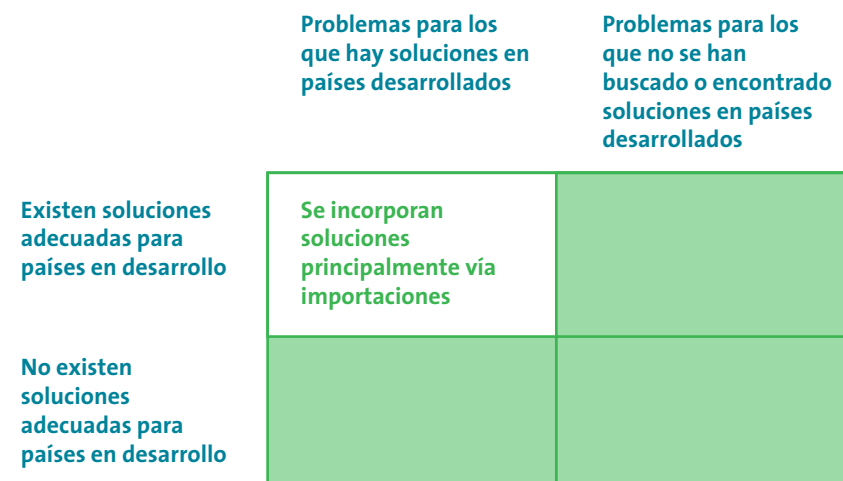 Problemas para los
que hay soluciones en
países desarrollados
Problemas para los
que no se han
buscado o encontrado
soluciones en países
desarrollados
Existen soluciones
adecuadas para
países en desarrollo
Se incorporan
soluciones
principalmente vía
importaciones
No existen
soluciones
adecuadas para
países en desarrollo